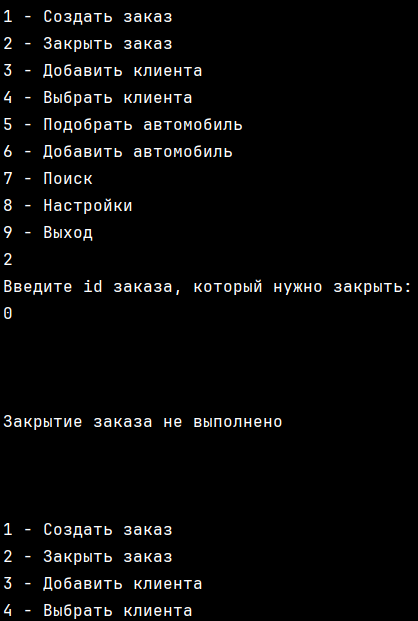 1 - Создать заказ
2 - Закрыть заказ
3 - Добавить клиента
4 - Выбрать клиента
5 - Подобрать автомобиль
6 - Добавить автомобиль
7 - Поиск
8 - Настройки
9 - Выход
2
Введите id заказа, который нужно закрыть:
0
Закрытие заказа не выполнено
1 - Создать заказ
2 - Закрыть заказ
3 - Добавить клиента
4 - Выбрать клиента